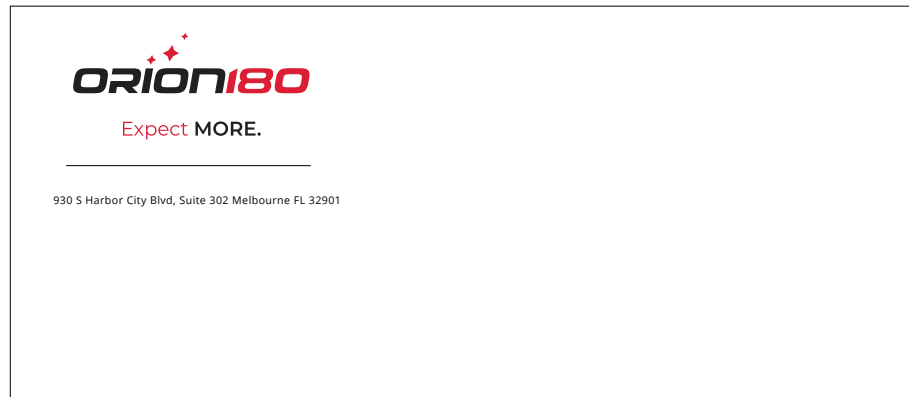 ORION180
Expect MORE.
930 S Harbor City Blvd, Suite 302 Melbourne FL 32901